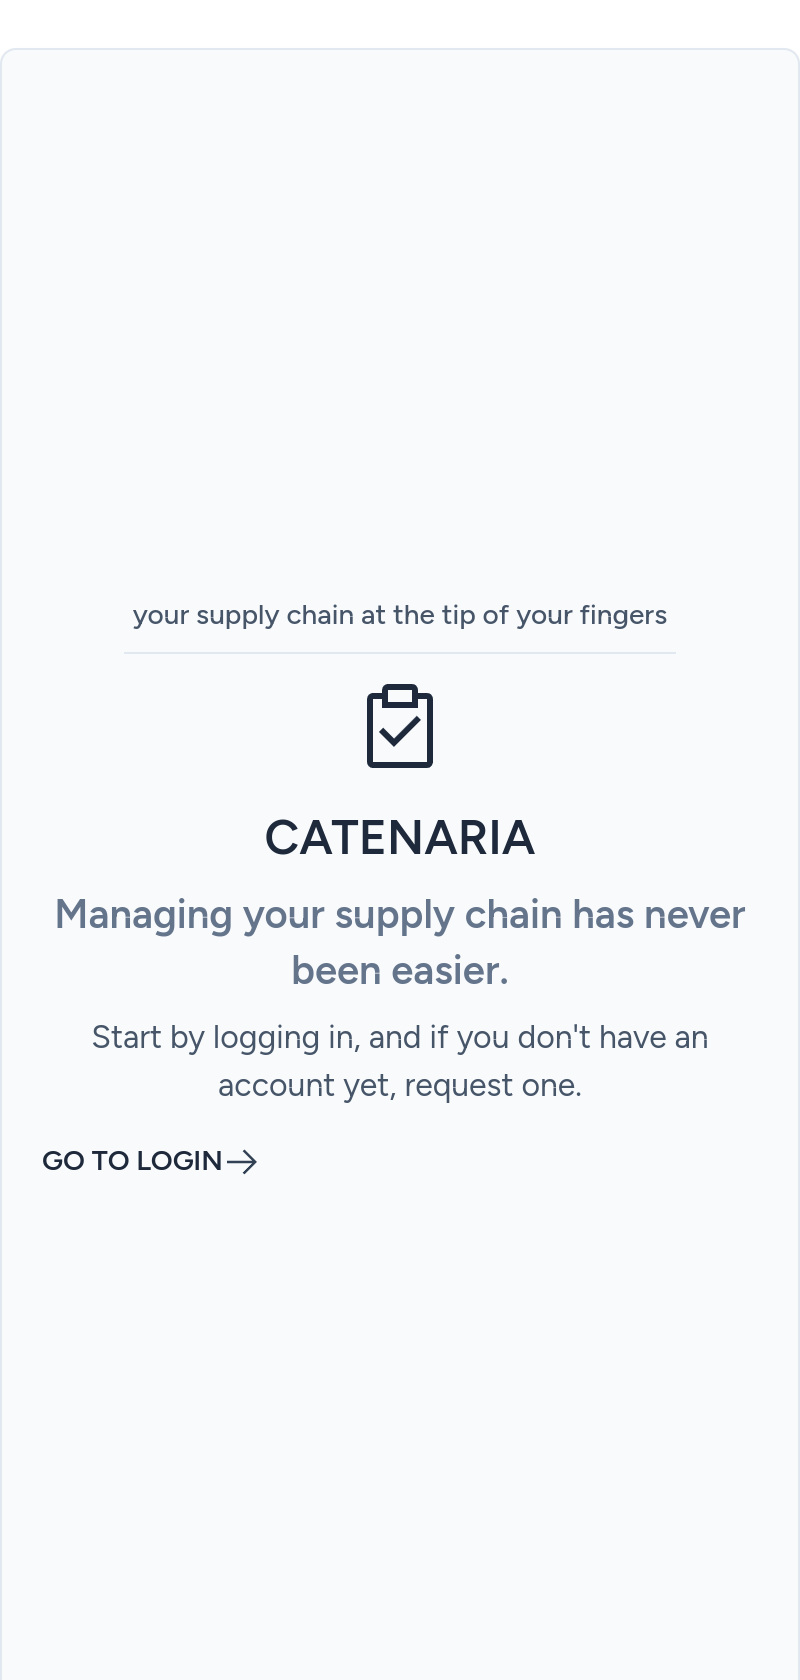 your supply chain at the tip of your fingers
CATENARIA
Managing your supply chain has never
been easier.
Start by logging in, and if you don't have an
account yet, request one.
GO TO LOGIN